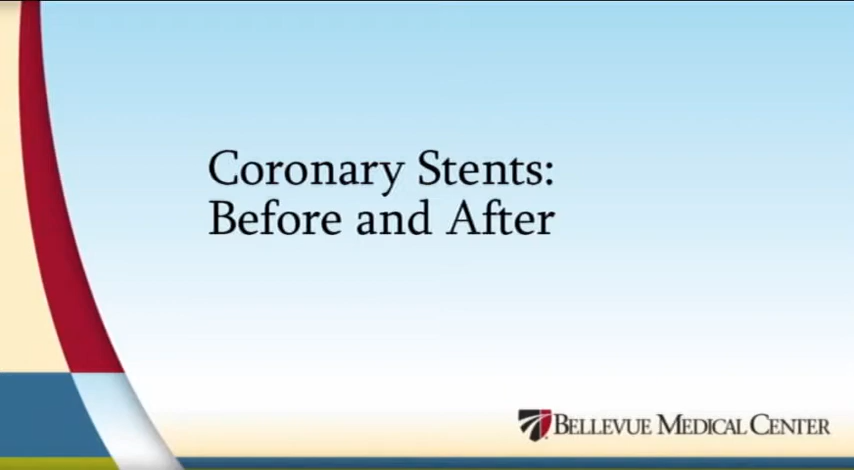 Coronary Stents:
Before and After
BELLEVUE MEDICAL CENTER